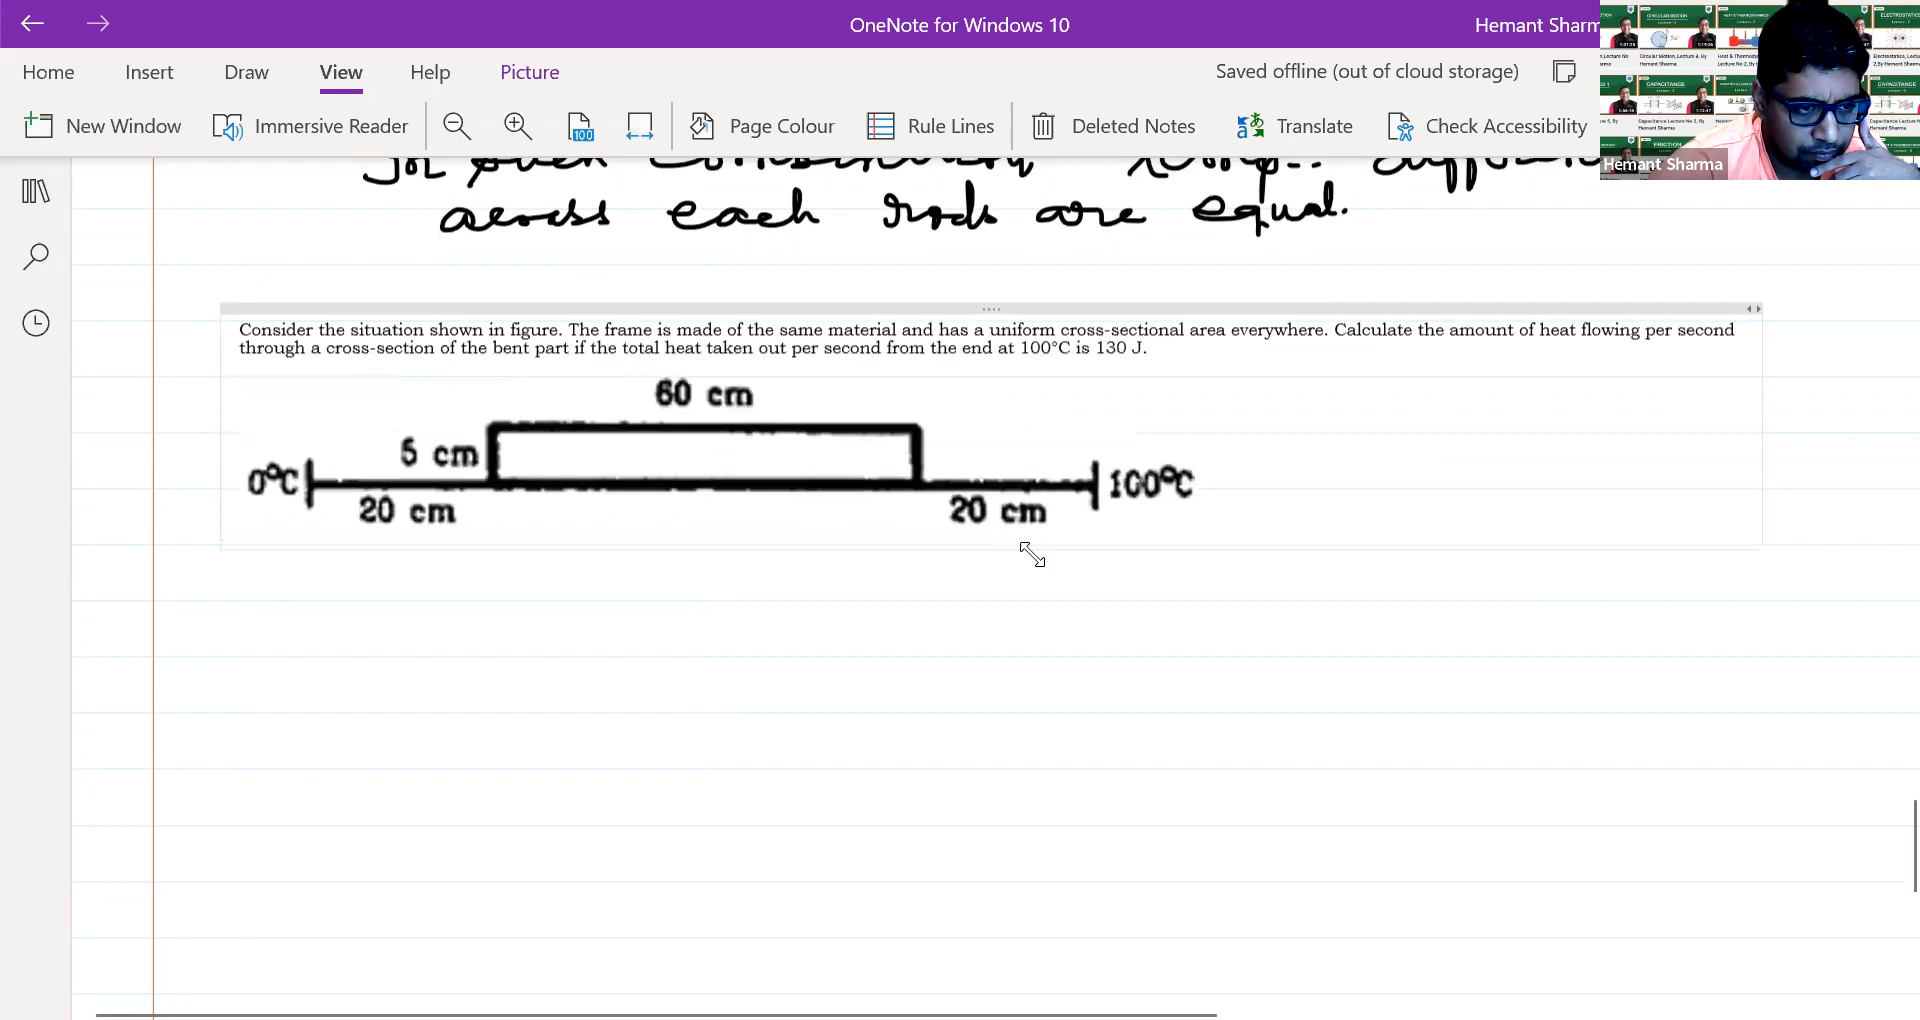 OneNote for Windows 10
Hemant Sharm
Home Insert Draw View Help Picture
Saved offline (out of cloud storage)
New Window Immersive Reader 100 Page Colour Rule Lines Deleted Notes Translate Check Accessibility
Hemant Sharma
across each rods are equal.
Consider the situation shown in figure. The frame is made of the same material and has a uniform cross-sectional area everywhere. Calculate the amount of heat flowing per second
through a cross-section of the bent part if the total heat taken out per second from the end at 100°C is 130 J.
60 cm
5 cm
0°C
100°C
20 cm
20 cm